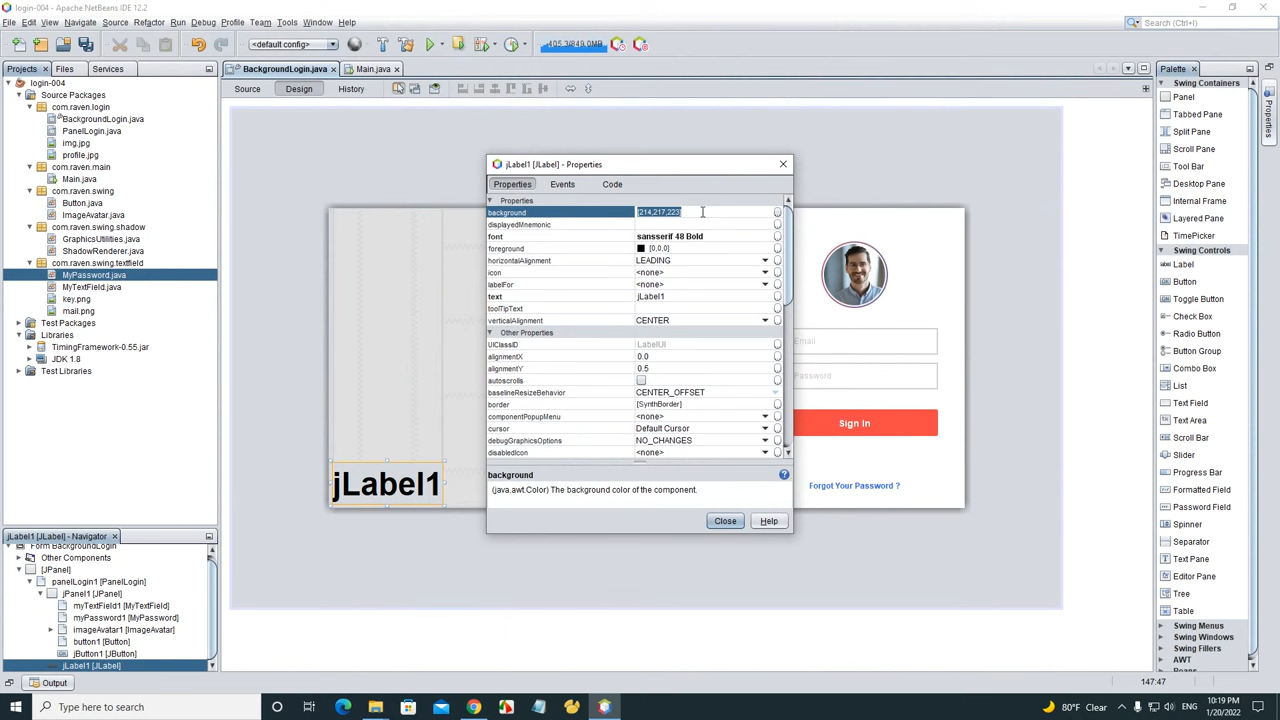 login-004 - Apache NetBeans IDE 12.2
File Edit View Navigate Source Refactor Run Debug Profile Team Tools Window Help
Search (Ctrl+I)
<default config>
405.3/849.0MB
Projects
Files
Services
BackgroundLogin.java
Main.java
Palette
Source
Design
History
login-004
Source Packages
com.raven.login
BackgroundLogin.java
PanelLogin.java
img.jpg
profile.jpg
com.raven.main
Main.java
com.raven.swing
Button.java
ImageAvatar.java
com.raven.swing.shadow
GraphicsUtilities.java
ShadowRenderer.java
com.raven.swing.textfield
MyPassword.java
MyTextField.java
key.png
mail.png
Test Packages
Libraries
TimingFramework-0.55.jar
JDK 1.8
Test Libraries
jLabel1 [JLabel] - Navigator
Form BackgroundLogin
Other Components
[JPanel]
panelLogin1 [PanelLogin]
jPanel1 [JPanel]
myTextField1 [MyTextField]
myPassword1 [MyPassword]
imageAvatar1 [ImageAvatar]
button1 [Button]
jButton1 [JButton]
jLabel1 [JLabel]
Output
jLabel1
jLabel1 [JLabel] - Properties
Properties
Events
Code
Properties
background [214,217,223]
displayedMnemonic
font sansserif 48 Bold
foreground [0,0,0]
horizontalAlignment LEADING
icon <none>
labelFor <none>
text jLabel1
toolTipText
verticalAlignment CENTER
Other Properties
UIClassID LabelUI
alignmentX 0.0
alignmentY 0.5
autoscrolls
baselineResizeBehavior CENTER_OFFSET
border [SynthBorder]
componentPopupMenu <none>
cursor Default Cursor
debugGraphicsOptions NO_CHANGES
disabledIcon <none>
background
(java.awt.Color) The background color of the component.
Close
Help
Email
Password
Sign In
Forgot Your Password ?
Swing Containers
Panel
Tabbed Pane
Split Pane
Scroll Pane
Tool Bar
Desktop Pane
Internal Frame
Layered Pane
TimePicker
Swing Controls
Label
Button
Toggle Button
Check Box
Radio Button
Button Group
Combo Box
List
Text Field
Text Area
Scroll Bar
Slider
Progress Bar
Formatted Field
Password Field
Spinner
Separator
Text Pane
Editor Pane
Tree
Table
Swing Menus
Swing Windows
Swing Fillers
AWT
Properties
147:47
Type here to search
80°F Clear
ENG
10:19 PM
1/20/2022